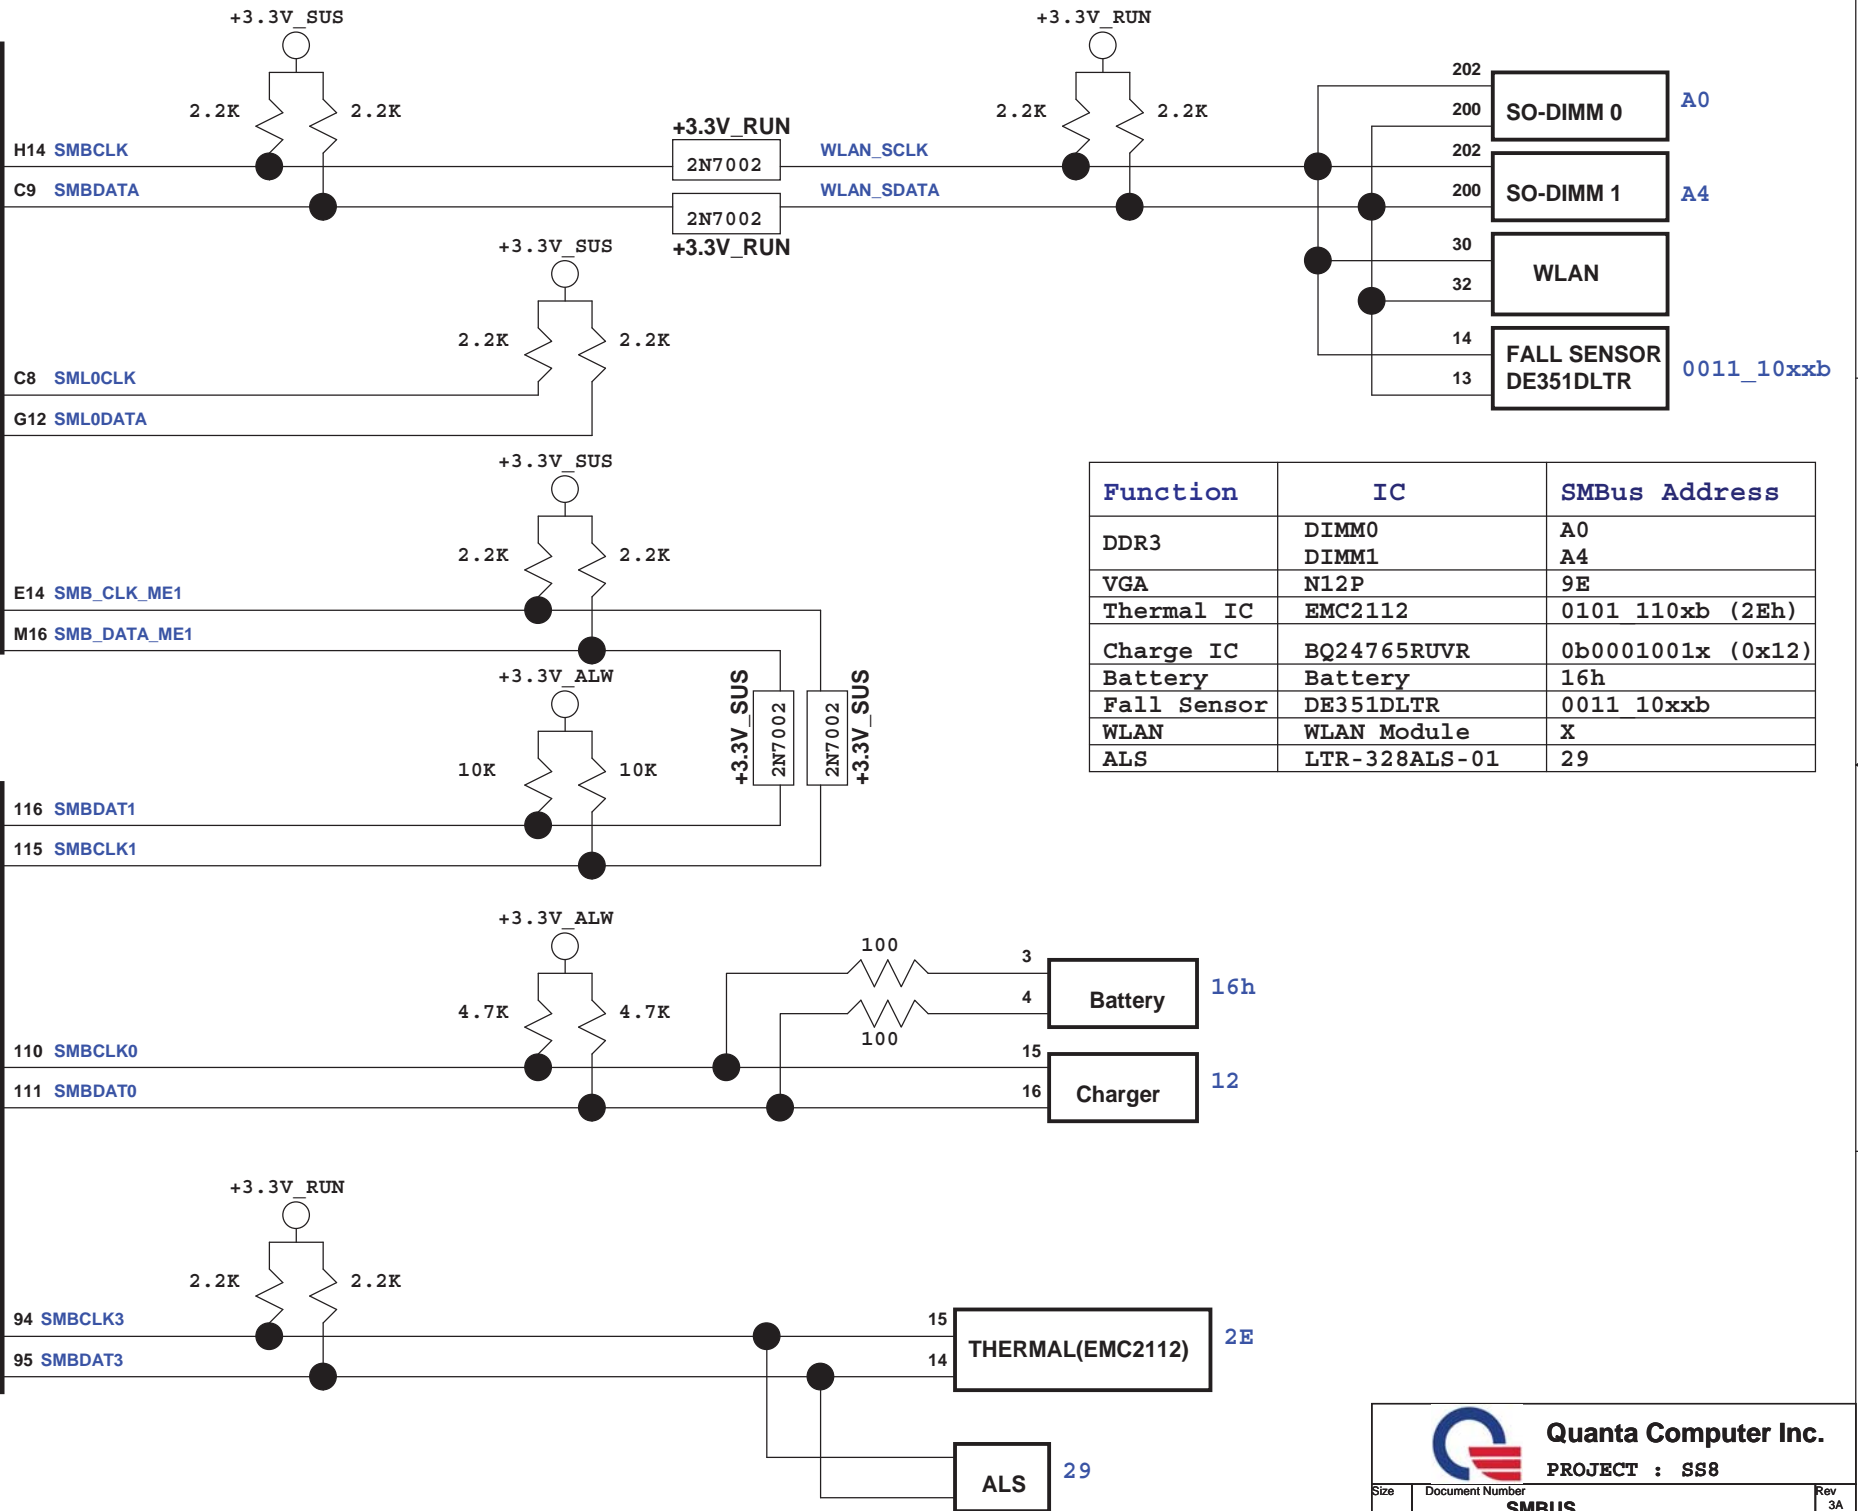 +3.3V_SUS
+3.3V_RUN
2.2K 2.2K
+3.3V_RUN
2.2K 2.2K
H14 SMBCLK
2N7002
WLAN_SCLK
C9 SMBDATA
2N7002
WLAN_SDATA
+3.3V_RUN
202
200
SO-DIMM 0
A0
202
200
SO-DIMM 1
A4
30
32
WLAN
14
13
FALL SENSOR
DE351DLTR
0011_10xxb
+3.3V_SUS
2.2K 2.2K
C8 SML0CLK
G12 SML0DATA
+3.3V_SUS
2.2K 2.2K
E14 SMB_CLK_ME1
M16 SMB_DATA_ME1
+3.3V_ALW
+3.3V_SUS
2N7002
2N7002
+3.3V_SUS
10K 10K
116 SMBDAT1
115 SMBCLK1
Function IC SMBus Address
DDR3 DIMM0 A0
DIMM1 A4
VGA N12P 9E
Thermal IC EMC2112 0101_110xb (2Eh)
Charge IC BQ24765RUVR 0b0001001x (0x12)
Battery Battery 16h
Fall Sensor DE351DLTR 0011_10xxb
WLAN WLAN Module X
ALS LTR-328ALS-01 29
+3.3V_ALW
4.7K 4.7K
100
100
3
4
Battery
16h
110 SMBCLK0
111 SMBDAT0
15
16
Charger
12
+3.3V_RUN
2.2K 2.2K
94 SMBCLK3
95 SMBDAT3
15
14
THERMAL(EMC2112)
2E
ALS
29
Quanta Computer Inc.
PROJECT : SS8
Size Document Number Rev
SMBUS 3A